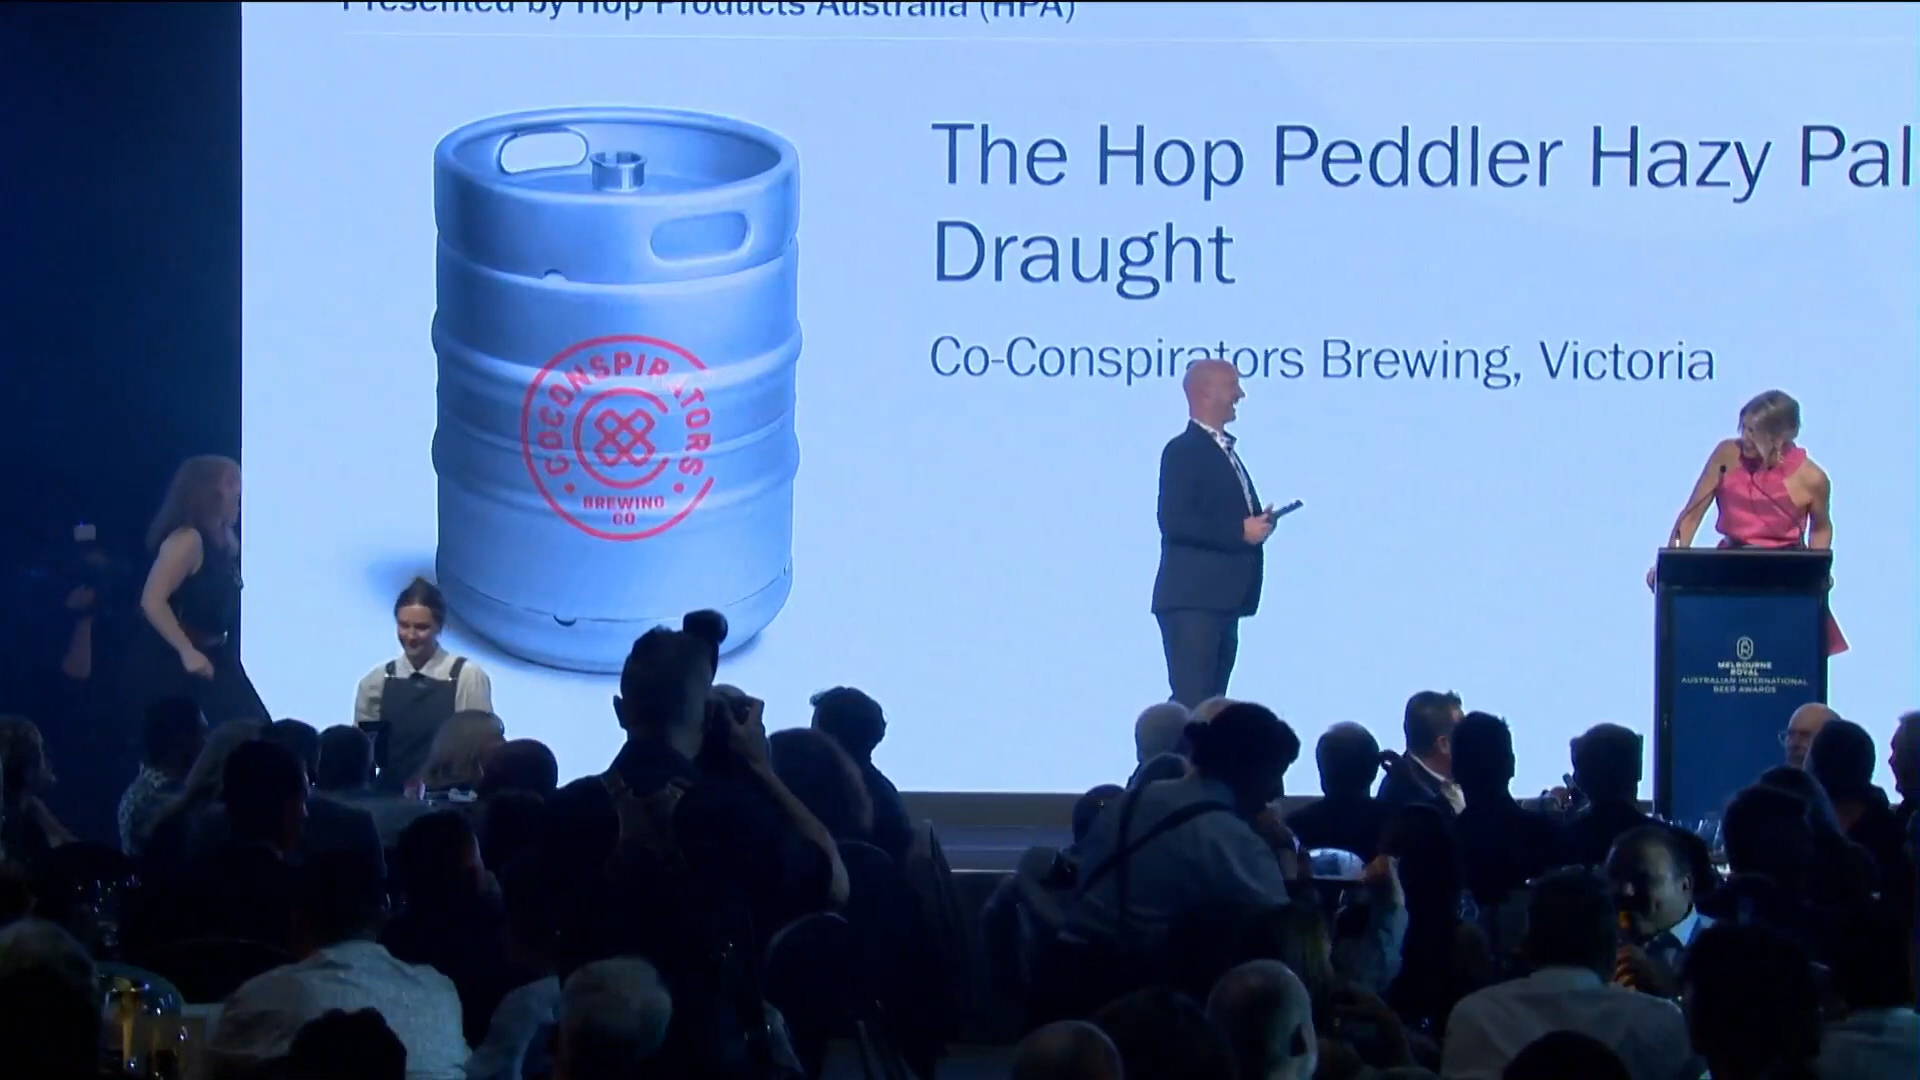 Presented by Hop Products Australia (HPA)
The Hop Peddler Hazy Pal
Draught
Co-Conspirators Brewing, Victoria
COCONSPIRATORS
BREWING
CO
MELBOURNE
ROYAL
AUSTRALIAN INTERNATIONAL
BEER AWARDS